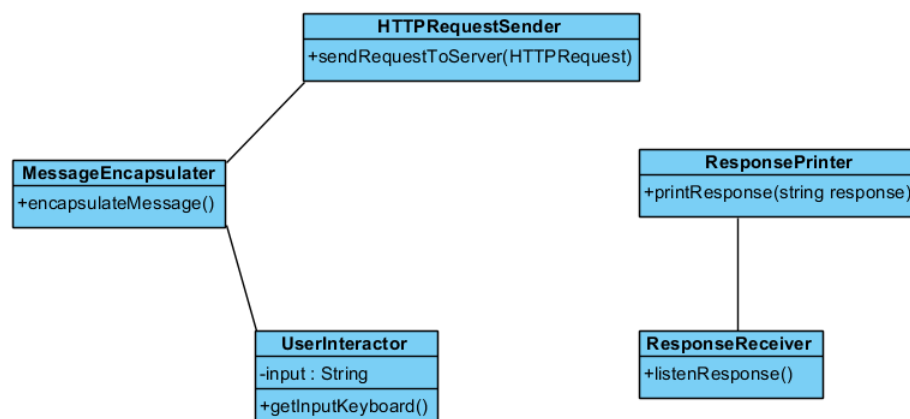 HTTPRequestSender
+sendRequestToServer(HTTPRequest)
MessageEncapsulater
+encapsulateMessage()
ResponsePrinter
+printResponse(string response)
UserInteractor
-input : String
+getInputKeyboard()
ResponseReceiver
+listenResponse()